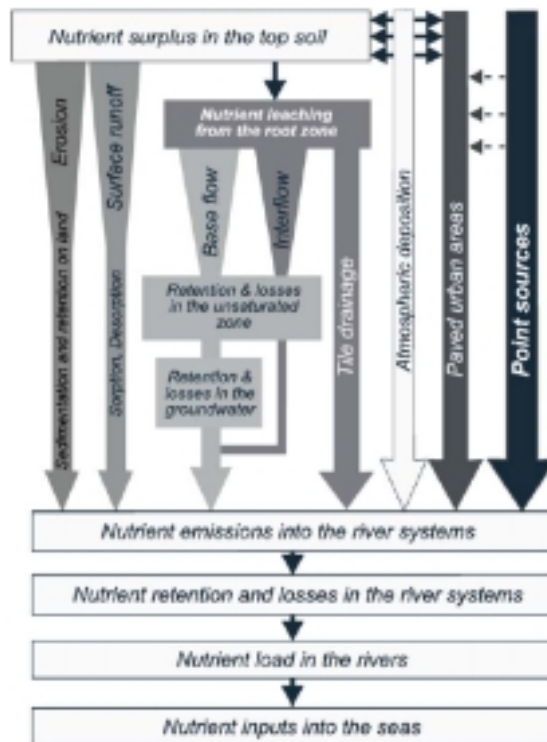 Nutrient surplus in the top soil
Nutrient leaching
from the root zone
Erosion
Sedimentation and retention on land
Surface runoff
Sorption, Desorption
Base flow
Interflow
Retention & losses
in the unsaturated
zone
Retention &
losses in the
groundwater
Tile drainage
Atmospheric deposition
Paved urban areas
Point sources
Nutrient emissions into the river systems
Nutrient retention and losses in the river systems
Nutrient load in the rivers
Nutrient inputs into the seas